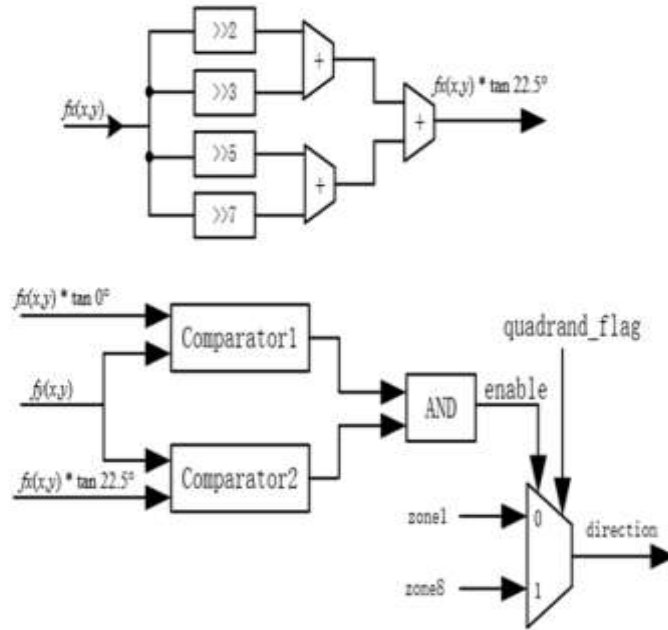 >>2
+
>>3
fx(x,y)
fx(x,y) * tan 22.5°
+
>>5
+
>>7
fx(x,y) * tan 0°
Comparator1
quadrand_flag
fy(x,y)
AND
enable
Comparator2
fx(x,y) * tan 22.5°
zone1
0
direction
zone8
1